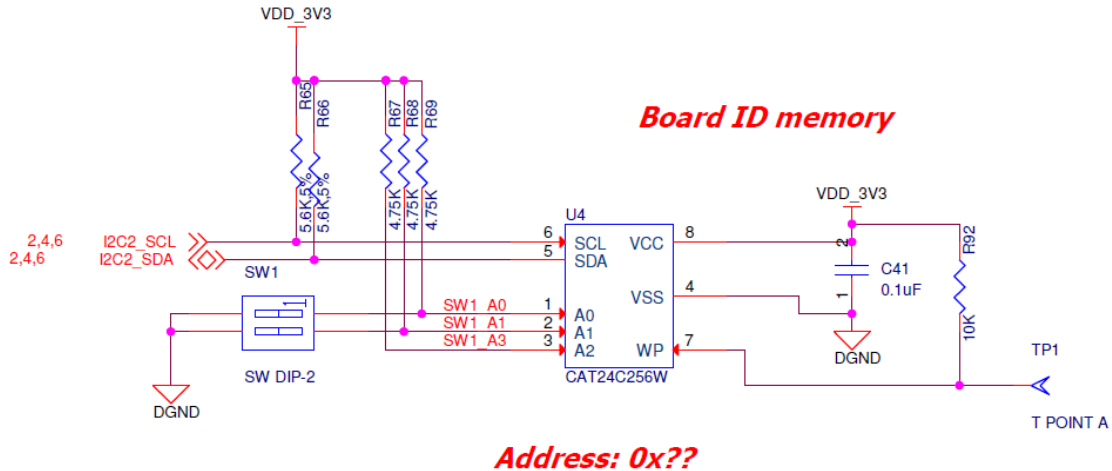 VDD_3V3
R65
R66
R67
R68
R69
5.6K,5%
5.6K,5%
4.75K
4.75K
4.75K
Board ID memory
VDD_3V3
U4
2,4,6 I2C2_SCL
2,4,6 I2C2_SDA
6 SCL VCC 8
5 SDA
2
R92
C41
0.1uF
1
10K
SW1
1
VSS 4
SW1_A0 1 A0
SW1_A1 2 A1
SW1_A3 3 A2
WP 7
SW DIP-2
CAT24C256W
DGND
DGND
TP1
T POINT A
Address: 0x??